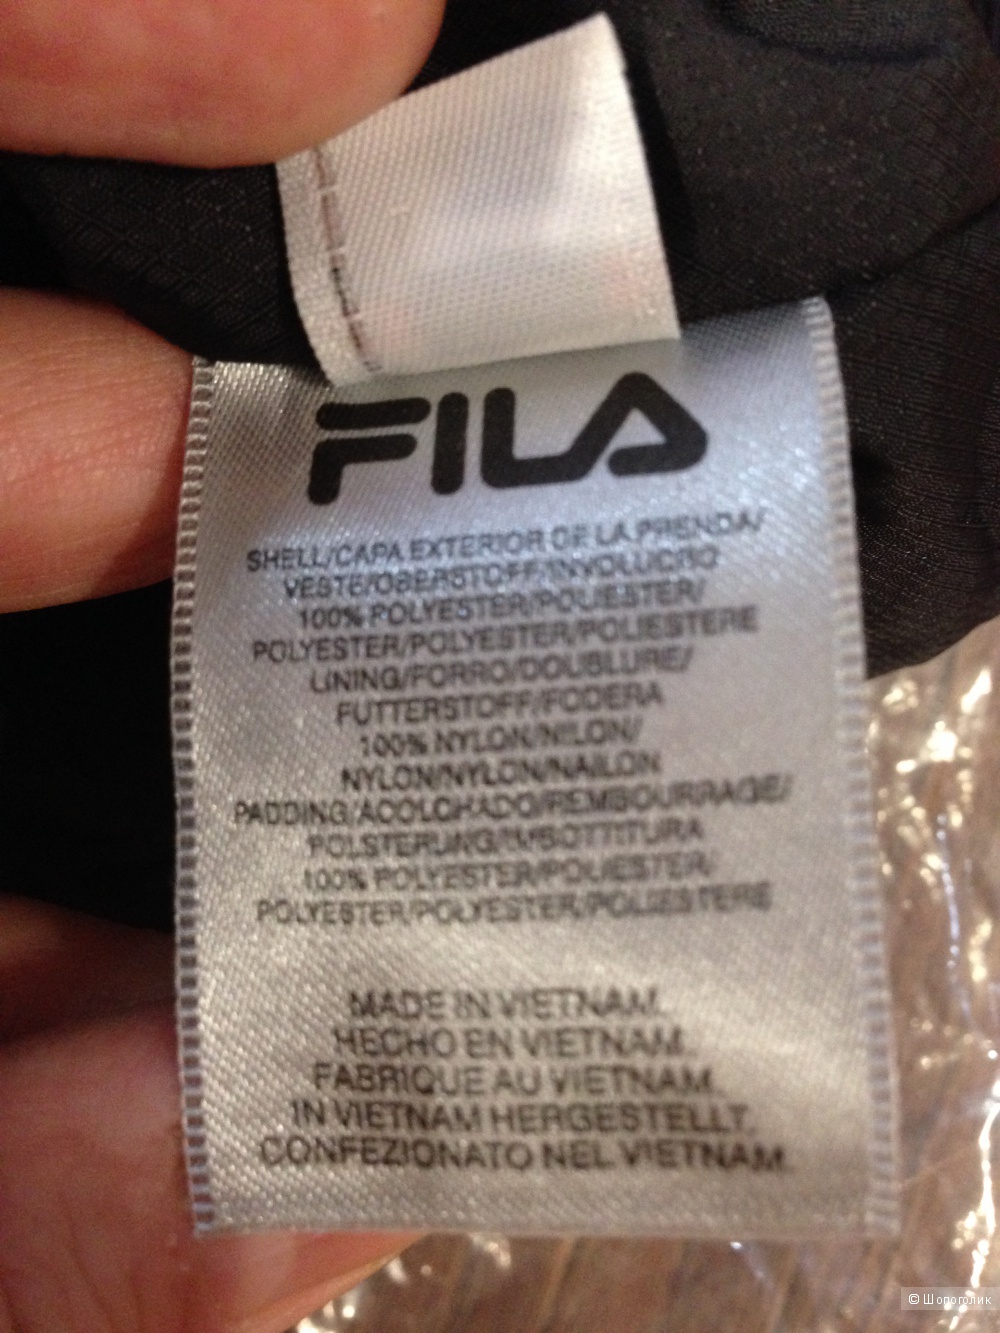 FILA
SHELL/CAPA EXTERIOR DE LA PRENDA/
VESTE/OBERSTOFF/INVOLUCRO
100% POLYESTER/POLIESTER/
POLYESTER/POLYESTER/POLIESTERE
LINING/FORRO/DOUBLURE/
FUTTERSTOFF/FODERA
100% NYLON/NILON/
NYLON/NYLON/NAILON
PADDING/ACOLCHADO/REMBOURRAGE/
POLSTERUNG/IMBOTTITURA
100% POLYESTER/POLIESTER/
POLYESTER/POLYESTER/POLIESTERE
MADE IN VIETNAM.
HECHO EN VIETNAM.
FABRIQUE AU VIETNAM.
IN VIETNAM HERGESTELLT.
CONFEZIONATO NEL VIETNAM.
© Шопоголик